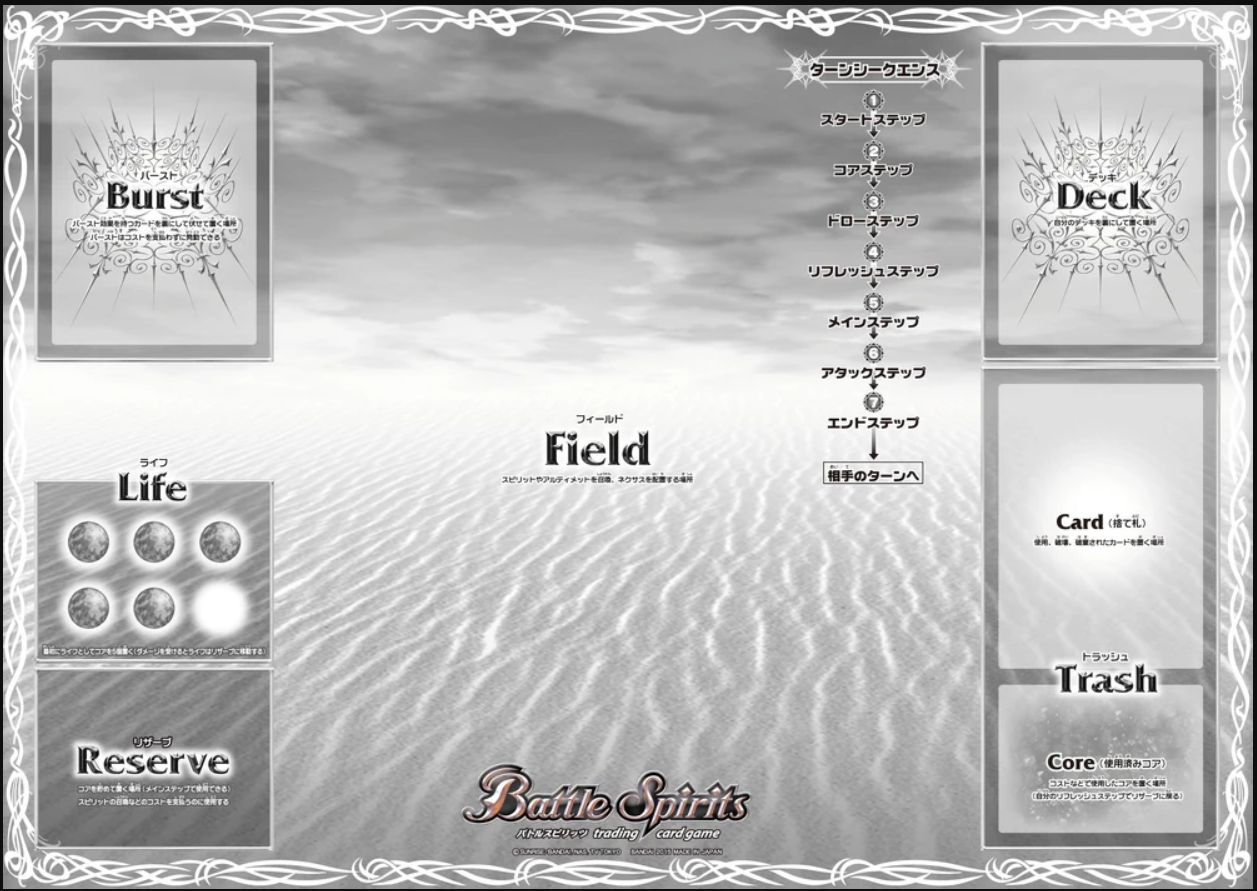 バースト
Burst
バースト効果を持つカードを裏にして伏せて置く場所
バーストはコストを支払わずに発動できる
ターンシークエンス
1
スタートステップ
2
コアステップ
3
ドローステップ
4
リフレッシュステップ
5
メインステップ
6
アタックステップ
7
エンドステップ
相手のターンへ
デッキ
Deck
自分のデッキを裏にして置く場所
フィールド
Field
スピリットやアルティメットを召喚、ネクサスを配置する場所
ライフ
Life
最初にライフとしてコアを5個置く(ダメージを受けるとライフはリザーブに移動する)
リザーブ
Reserve
コアを貯めて置く場所(メインステップで使用できる)
スピリットの召喚などのコストを支払うのに使用する
Card(捨て札)
使用、破壊、破棄されたカードを置く場所
トラッシュ
Trash
Core(使用済みコア)
コストなどで使用したコアを置く場所
(自分のリフレッシュステップでリザーブに戻る)
Battle Spirits
バトルスピリッツ trading card game
© SUNRISE, BANDAI, NAS, TV TOKYO BANDAI 2015 MADE IN JAPAN